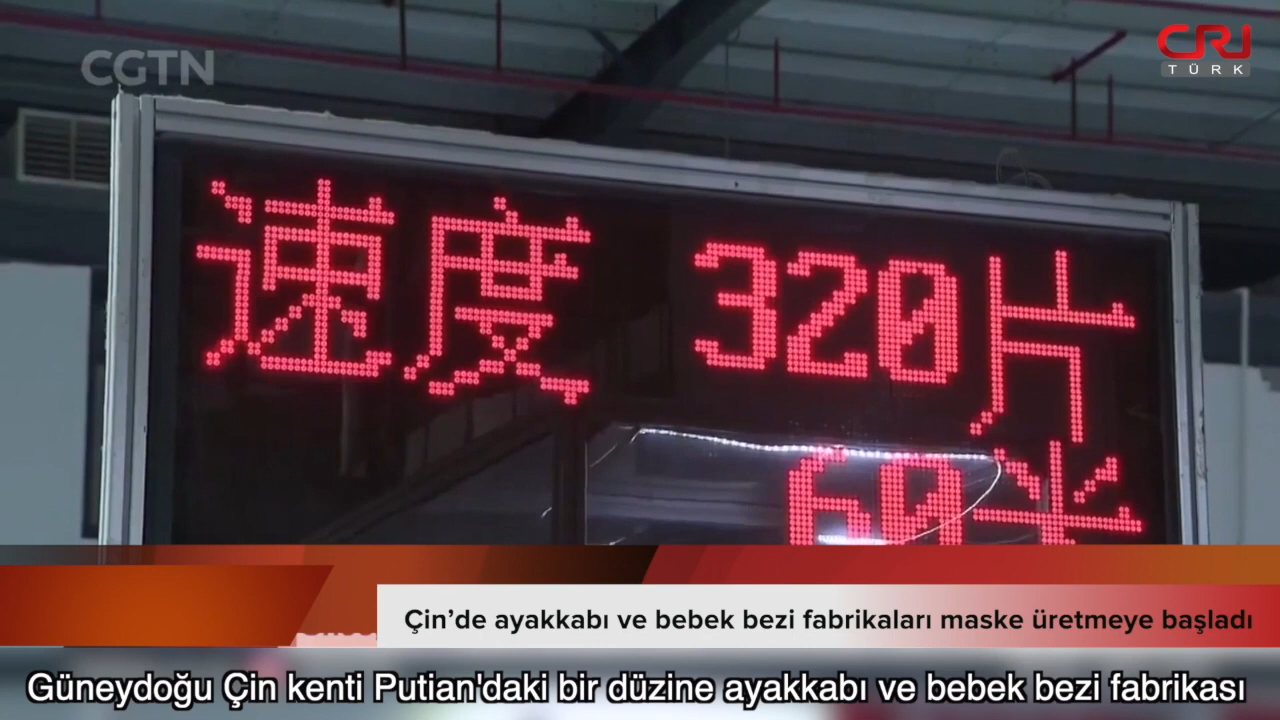 CGTN
CRI
TÜRK
速度 320片
60米
Çin’de ayakkabı ve bebek bezi fabrikaları maske üretmeye başladı
Güneydoğu Çin kenti Putian'daki bir düzine ayakkabı ve bebek bezi fabrikası